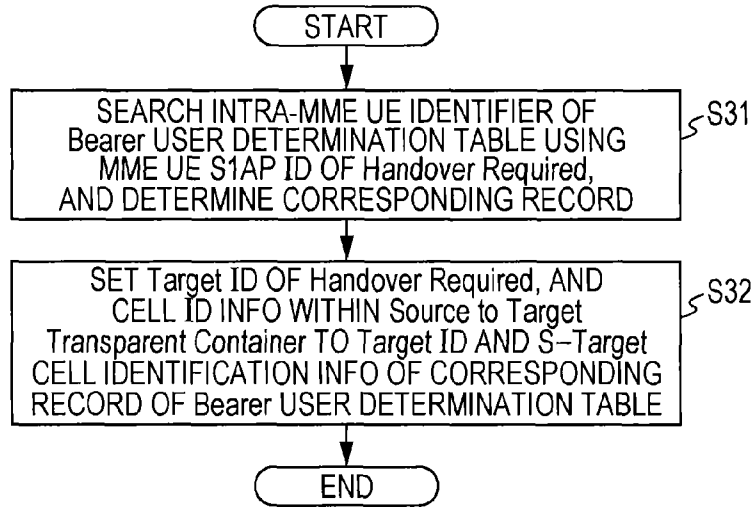 START
SEARCH INTRA-MME UE IDENTIFIER OF
Bearer USER DETERMINATION TABLE USING
MME UE S1AP ID OF Handover Required,
AND DETERMINE CORRESPONDING RECORD
S31
SET Target ID OF Handover Required, AND
CELL ID INFO WITHIN Source to Target
Transparent Container TO Target ID AND S-Target
CELL IDENTIFICATION INFO OF CORRESPONDING
RECORD OF Bearer USER DETERMINATION TABLE
S32
END